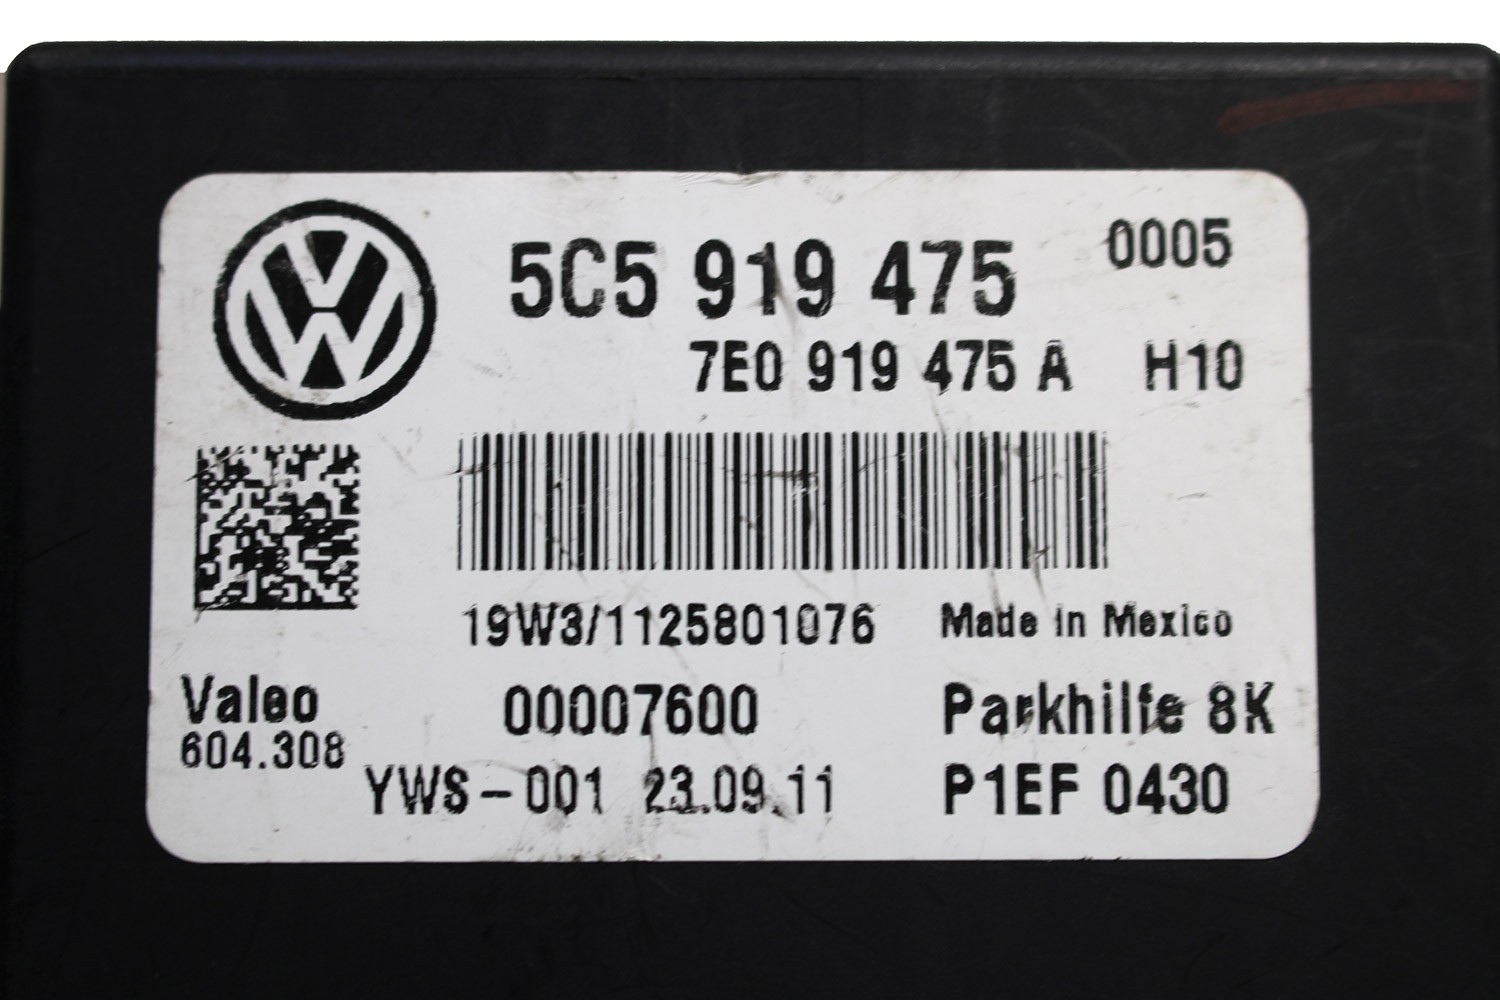 5C5 919 475 0005
7E0 919 475 A H10
19W3/1125801076 Made in Mexico
Valeo 00007600 Parkhilfe 8K
604.308
YWS-001 23.09.11 P1EF 0430